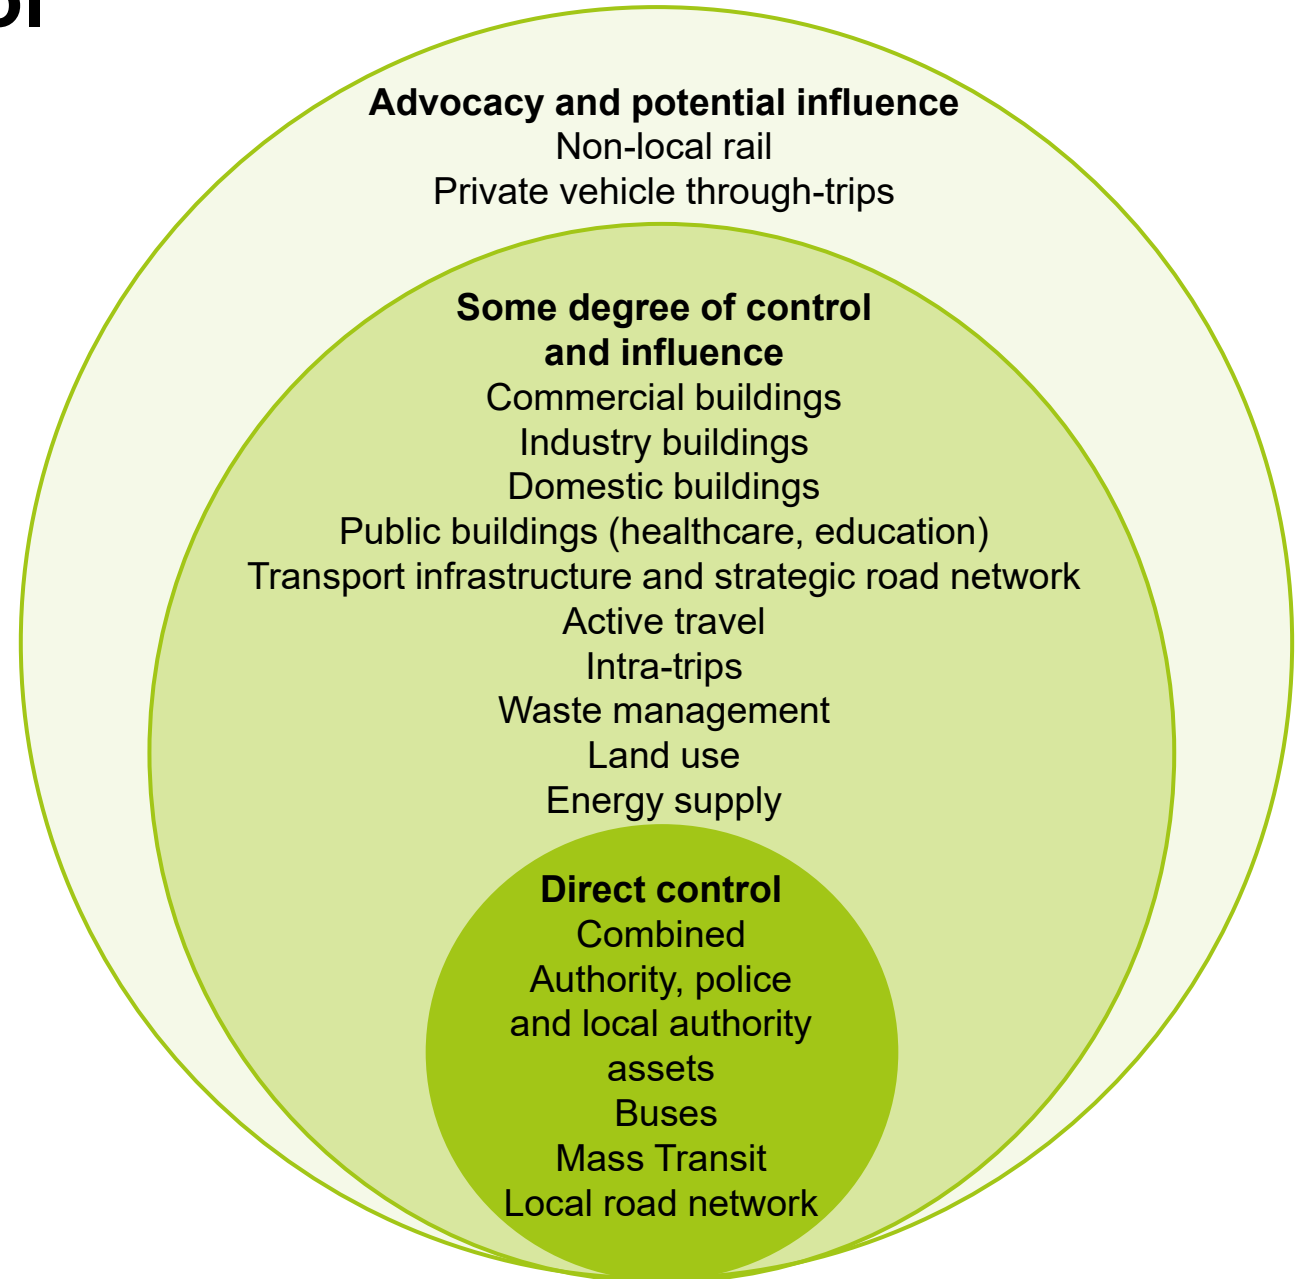 Advocacy and potential influence
Non-local rail
Private vehicle through-trips
Some degree of control
and influence
Commercial buildings
Industry buildings
Domestic buildings
Public buildings (healthcare, education)
Transport infrastructure and strategic road network
Active travel
Intra-trips
Waste management
Land use
Energy supply
Direct control
Combined
Authority, police
and local authority
assets
Buses
Mass Transit
Local road network